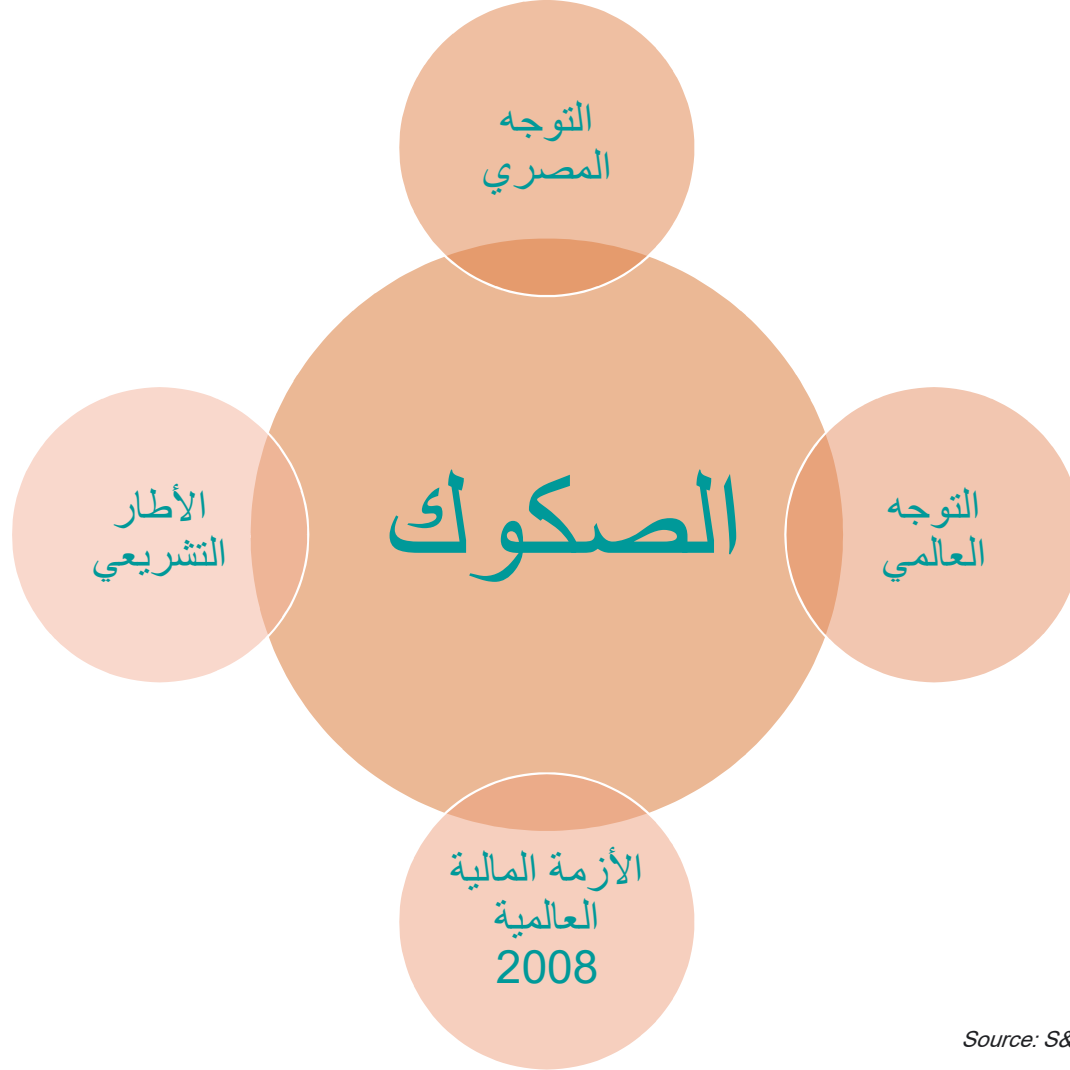 التوجه
المصري
الصكوك
التوجه
العالمي
الأطار
التشريعي
الأزمة المالية
العالمية
2008
Source: S&